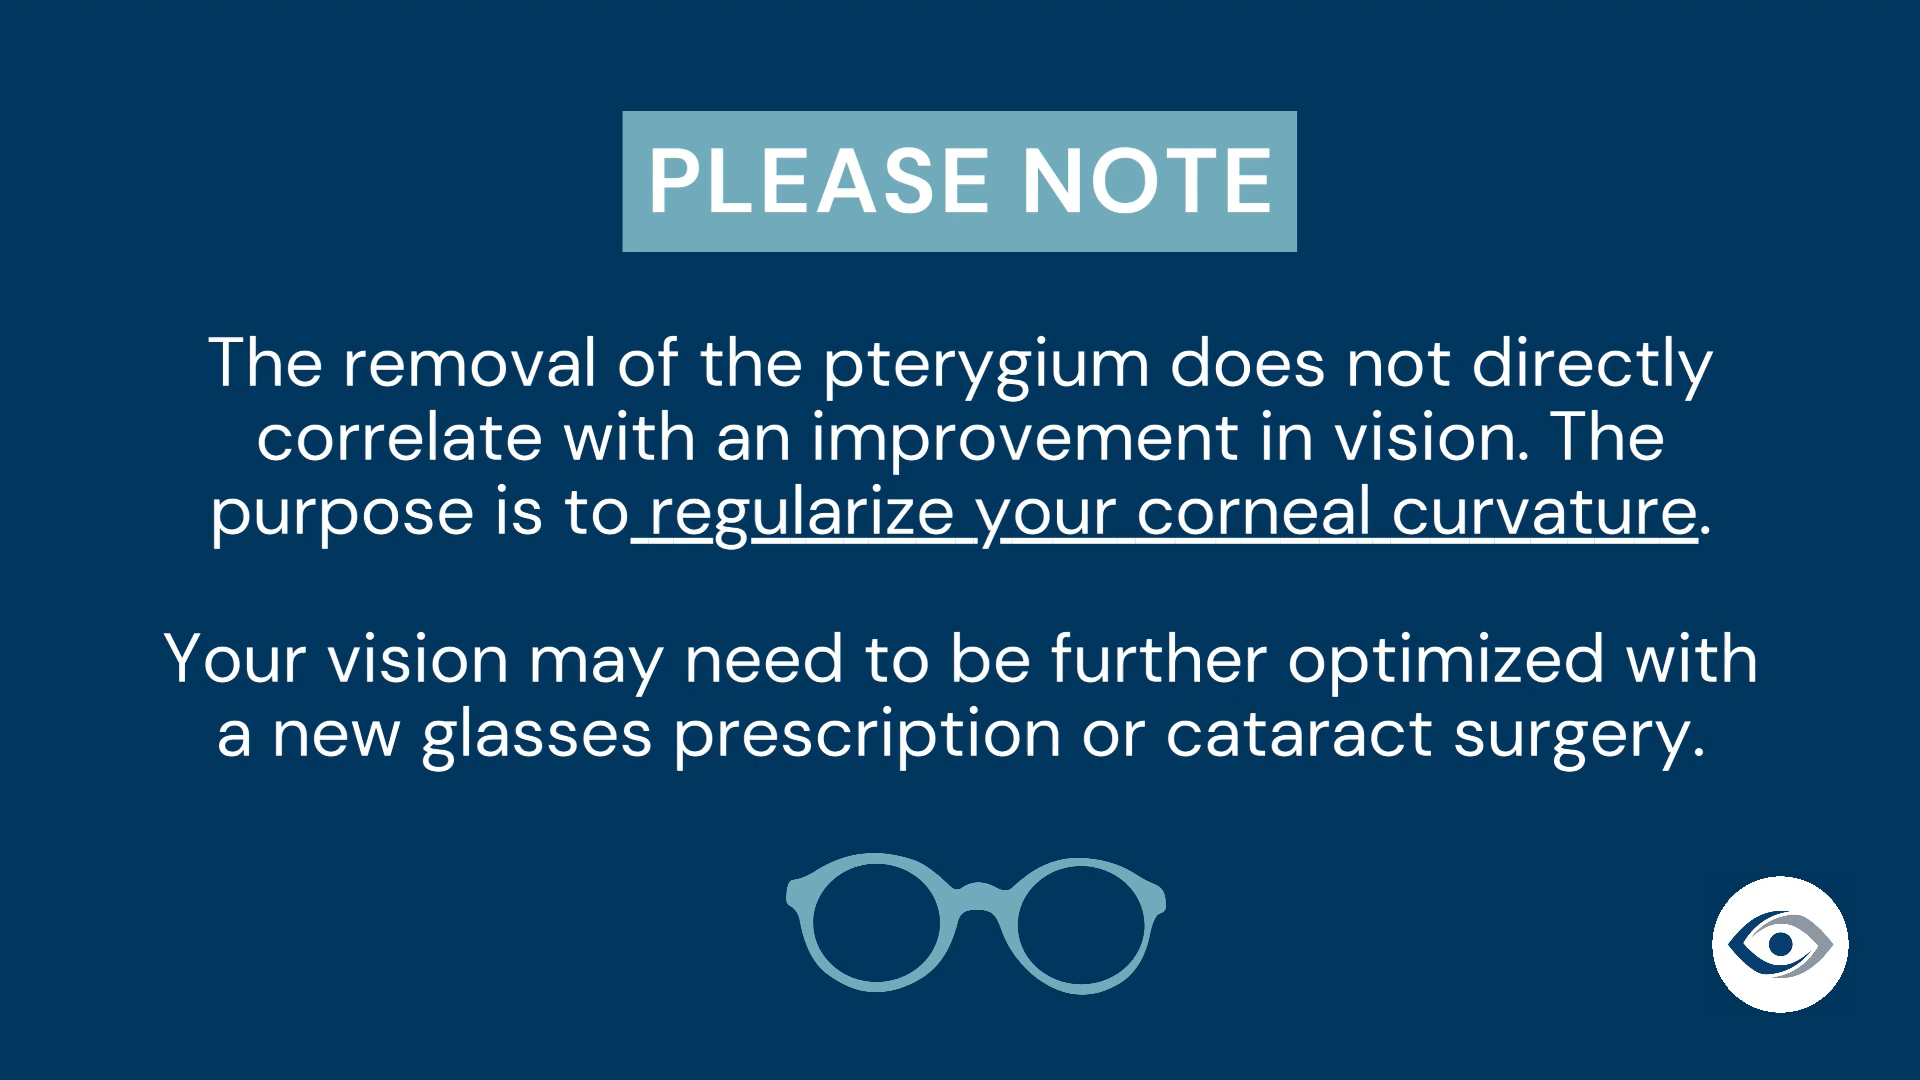 PLEASE NOTE
The removal of the pterygium does not directly
correlate with an improvement in vision. The
purpose is to regularize your corneal curvature.
Your vision may need to be further optimized with
a new glasses prescription or cataract surgery.